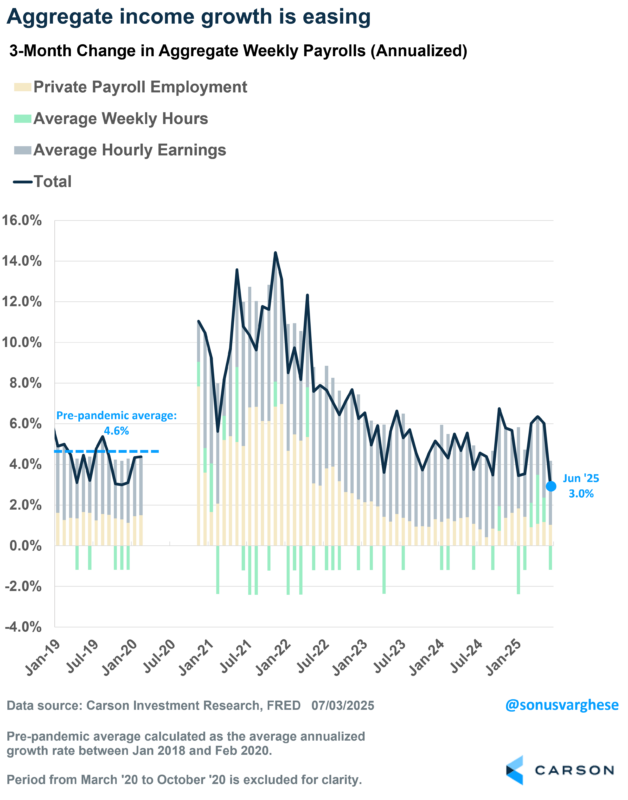 Aggregate income growth is easing
3-Month Change in Aggregate Weekly Payrolls (Annualized)
Private Payroll Employment
Average Weekly Hours
Average Hourly Earnings
Total
16.0%
14.0%
12.0%
10.0%
8.0%
6.0%
4.0%
2.0%
0.0%
-2.0%
-4.0%
Pre-pandemic average:
4.6%
Jun '25
3.0%
Jan-19
Jul-19
Jan-20
Jul-20
Jan-21
Jul-21
Jan-22
Jul-22
Jan-23
Jul-23
Jan-24
Jul-24
Jan-25
Data source: Carson Investment Research, FRED 07/03/2025
@sonusvarghese
Pre-pandemic average calculated as the average annualized
growth rate between Jan 2018 and Feb 2020.
Period from March '20 to October '20 is excluded for clarity.
CARSON